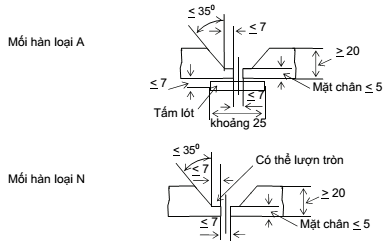 ≤ 35⁰
≤ 7
Mối hàn loại A
≥ 20
≤ 7
Mặt chân ≤ 5
≤ 7
Tấm lót
khoảng 25
≤ 35⁰
≤ 7
Có thể lượn tròn
Mối hàn loại N
≥ 20
≤ 7
Mặt chân ≤ 5